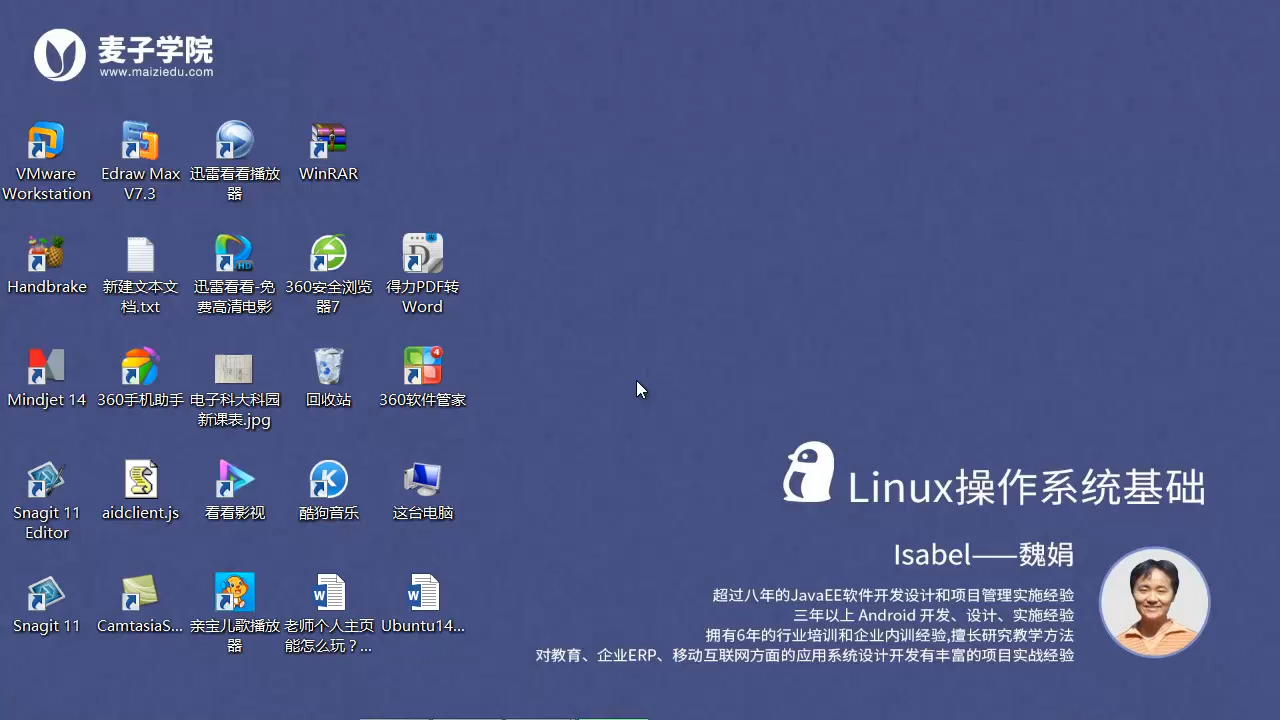 麦子学院
www.maiziedu.com
VMware
Workstation
Edraw Max
V7.3
迅雷看看播放
器
WinRAR
Handbrake
新建文本文
档.txt
迅雷看看-免
费高清电影
360安全浏览
器7
得力PDF转
Word
Mindjet 14
360手机助手
电子科大科园
新课表.jpg
回收站
360软件管家
Snagit 11
Editor
aidclient.js
看看影视
酷狗音乐
这台电脑
Snagit 11
CamtasiaS...
亲宝儿歌播放
器
老师个人主页
能怎么玩？...
Ubuntu14...
Linux操作系统基础
Isabel——魏娟
超过八年的JavaEE软件开发设计和项目管理实施经验
三年以上 Android 开发、设计、实施经验
拥有6年的行业培训和企业内训经验,擅长研究教学方法
对教育、企业ERP、移动互联网方面的应用系统设计开发有丰富的项目实战经验